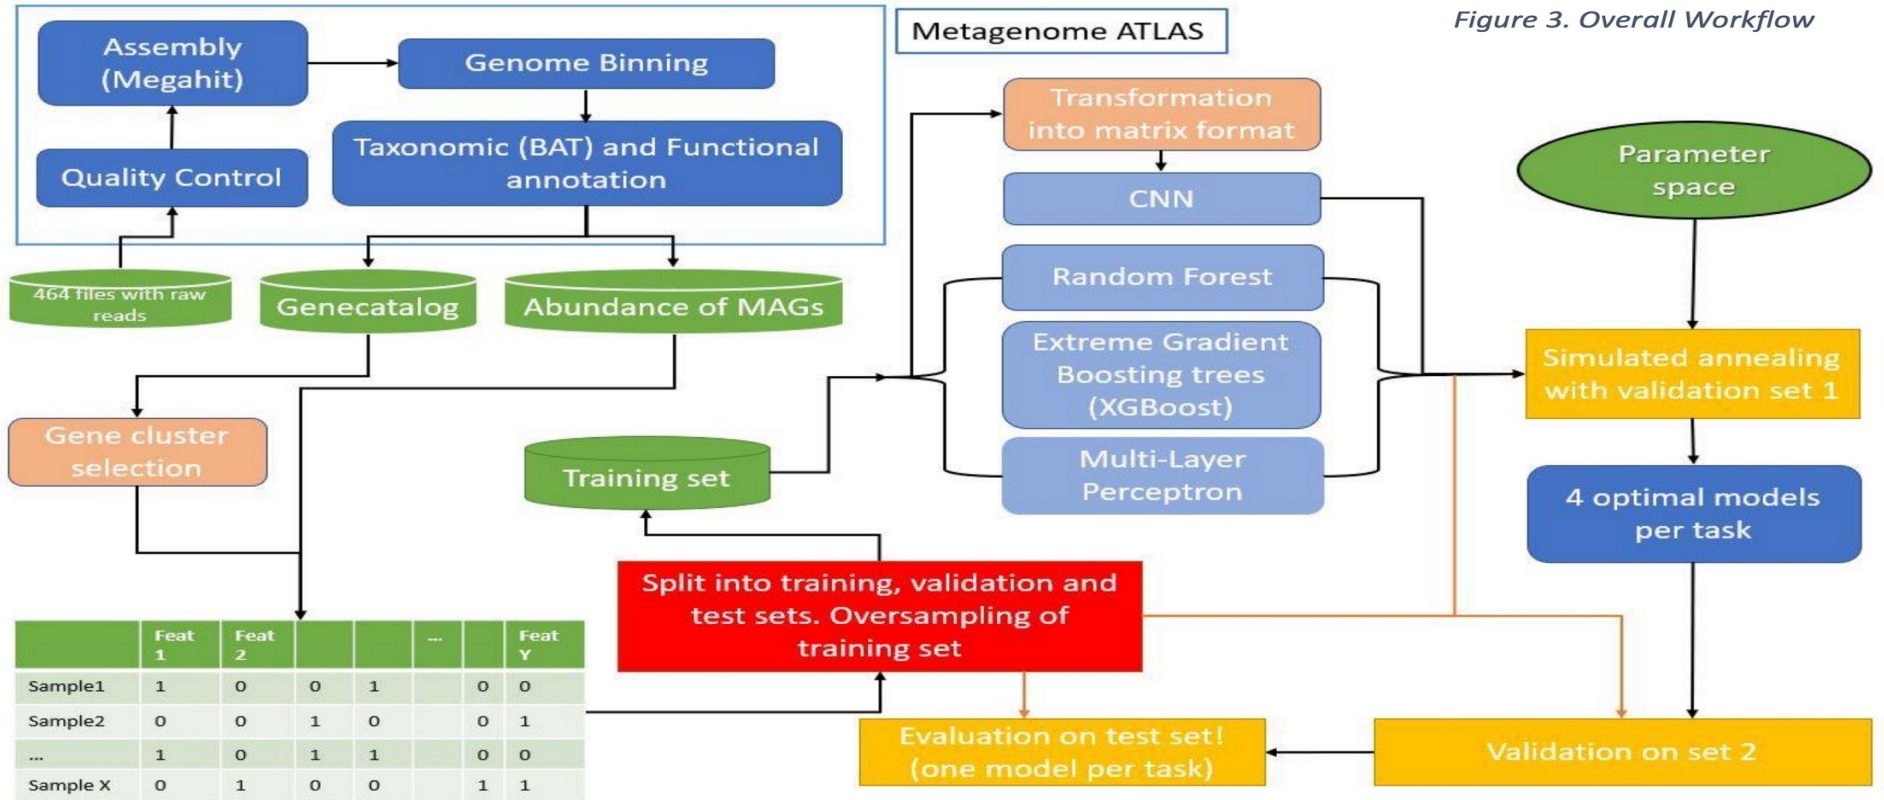 Figure 3. Overall Workflow
Metagenome ATLAS
Assembly
(Megahit)
Genome Binning
Quality Control
Taxonomic (BAT) and Functional
annotation
464 files with raw
reads
Genecatalog
Abundance of MAGs
Gene cluster
selection
Transformation
into matrix format
CNN
Random Forest
Extreme Gradient
Boosting trees
(XGBoost)
Multi-Layer
Perceptron
Parameter
space
Simulated annealing
with validation set 1
4 optimal models
per task
Training set
Split into training, validation and
test sets. Oversampling of
training set
Evaluation on test set!
(one model per task)
Validation on set 2
Feat 1 Feat 2 ... Feat Y
Sample1 1 0 0 1 0 0
Sample2 0 0 1 0 0 1
... 1 0 1 1 0 0
Sample X 0 1 0 0 1 1